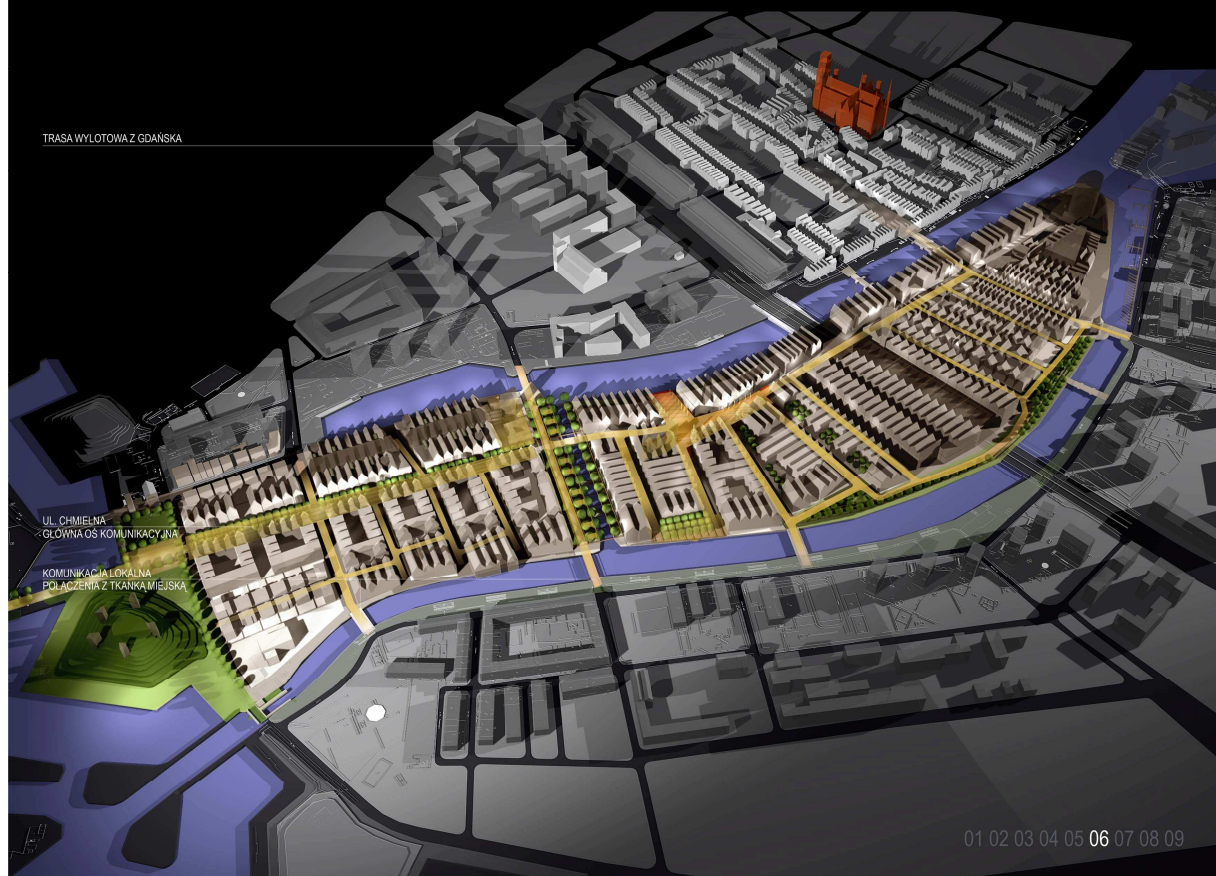 TRASA WYLOTOWA Z GDAŃSKA
UL. CHMIELNA
GŁÓWNA OŚ KOMUNIKACYJNA
KOMUNIKACJA LOKALNA
POŁĄCZENIA Z TKANKĄ MIEJSKĄ
01 02 03 04 05 06 07 08 09